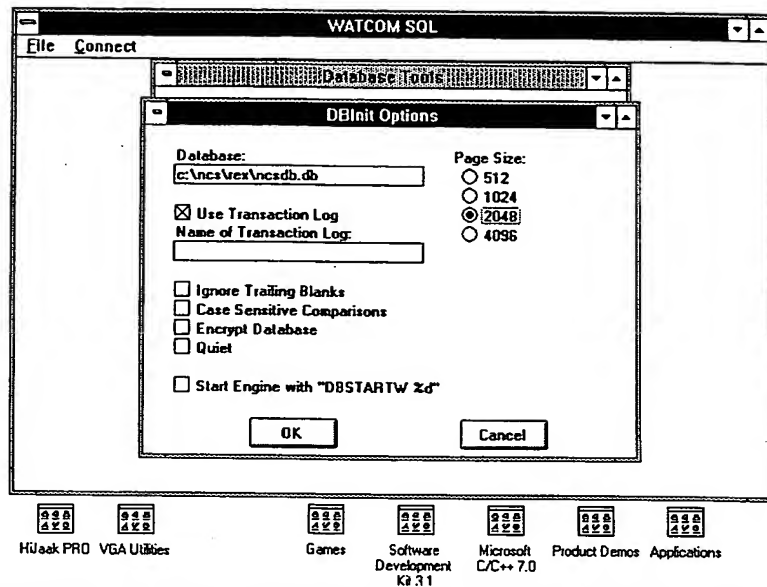 WATCOM SQL
File Connect
Database Tools
DBInit Options
Database:
c:\ncs\rex\ncsdb.db
Page Size:
512
1024
2048
4096
Use Transaction Log
Name of Transaction Log:
Ignore Trailing Blanks
Case Sensitive Comparisons
Encrypt Database
Quiet
Start Engine with "DBSTARTW %d"
OK
Cancel
HiJaak PRO
VGA Utilities
Games
Software
Development
Kit 3.1
Microsoft
C/C++ 7.0
Product Demos
Applications